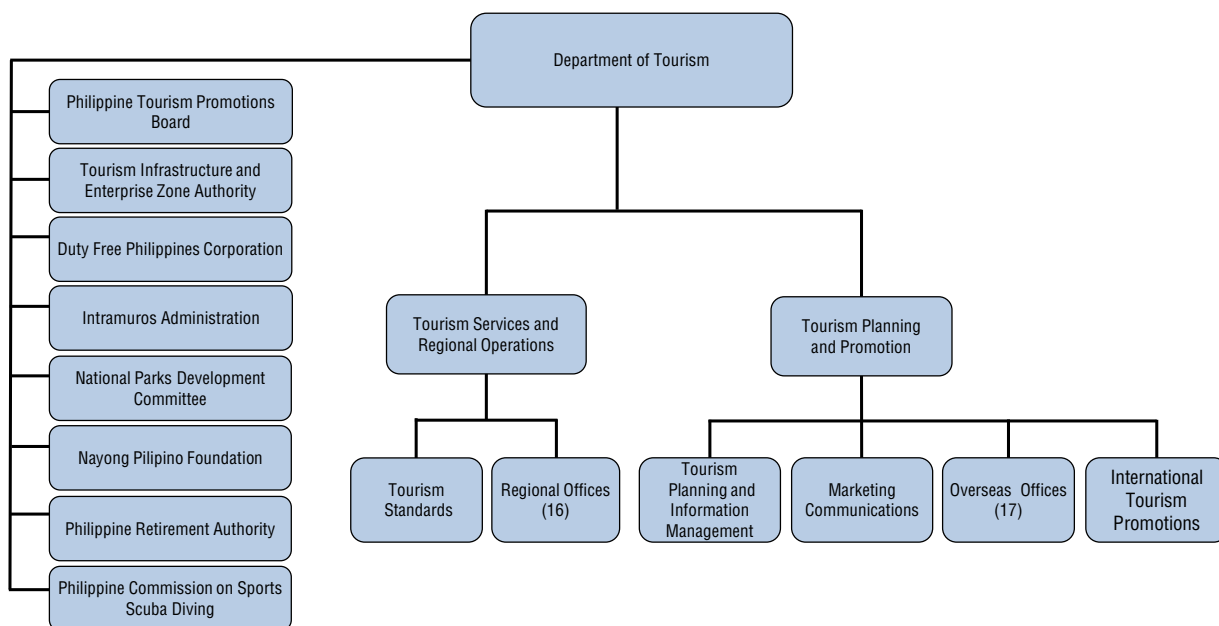 Department of Tourism
Philippine Tourism Promotions
Board
Tourism Infrastructure and
Enterprise Zone Authority
Duty Free Philippines Corporation
Intramuros Administration
National Parks Development
Committee
Nayong Pilipino Foundation
Philippine Retirement Authority
Philippine Commission on Sports
Scuba Diving
Tourism Services and
Regional Operations
Tourism Planning
and Promotion
Tourism
Standards
Regional Offices
(16)
Tourism
Planning and
Information
Management
Marketing
Communications
Overseas Offices
(17)
International
Tourism
Promotions